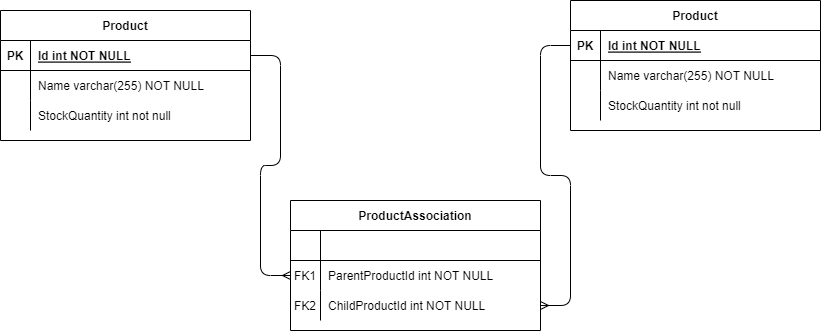 Product
PK Id int NOT NULL
Name varchar(255) NOT NULL
StockQuantity int not null
Product
PK Id int NOT NULL
Name varchar(255) NOT NULL
StockQuantity int not null
ProductAssociation
FK1 ParentProductId int NOT NULL
FK2 ChildProductId int NOT NULL